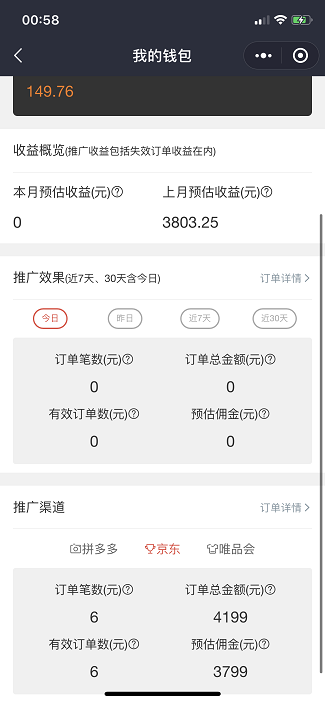 00:58
我的钱包
149.76
收益概览(推广收益包括失效订单收益在内)
本月预估收益(元)? 上月预估收益(元)?
0 3803.25
推广效果(近7天、30天含今日) 订单详情 >
今日 昨日 近7天 近30天
订单笔数(元)? 订单总金额(元)?
0 0
有效订单数(元)? 预估佣金(元)?
0 0
推广渠道 订单详情 >
拼多多 京东 唯品会
订单笔数(元)? 订单总金额(元)?
6 4199
有效订单数(元)? 预估佣金(元)?
6 3799